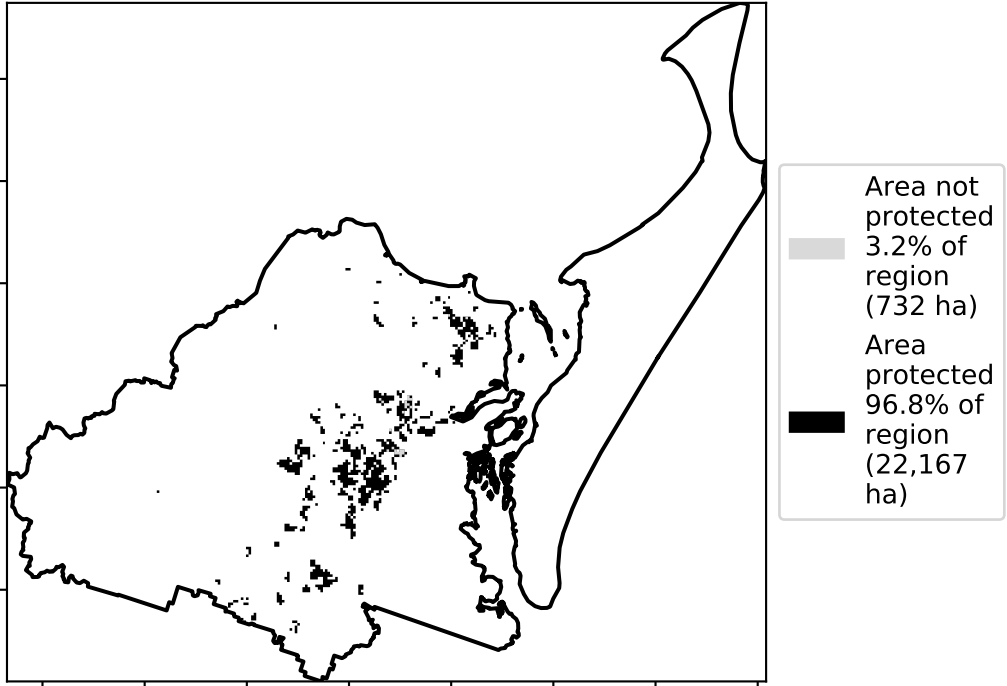 Area not
protected
3.2% of
region
(732 ha)
Area
protected
96.8% of
region
(22,167
ha)